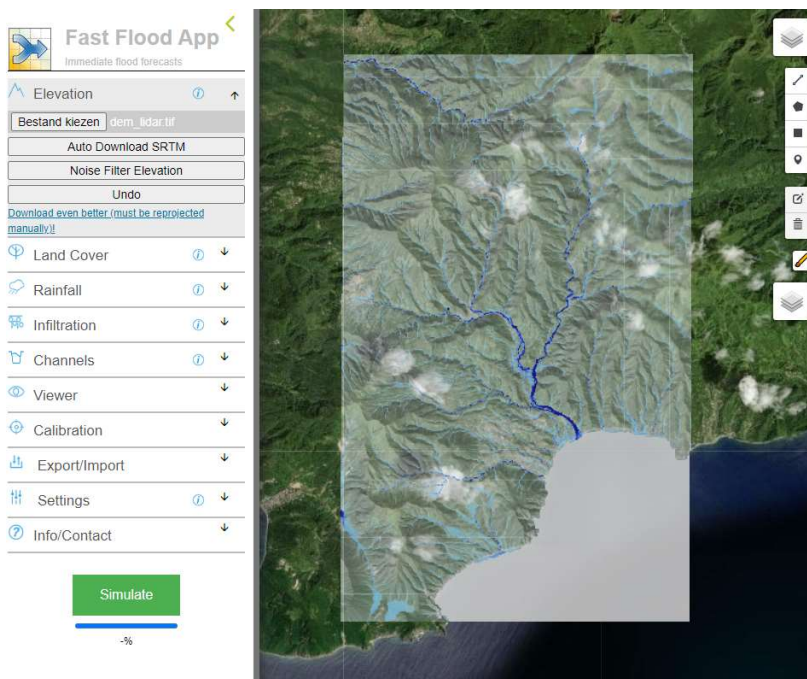 Fast Flood App
Immediate flood forecasts
Elevation
Bestand kiezen dem_lidar.tif
Auto Download SRTM
Noise Filter Elevation
Undo
Download even better (must be reprojected
manually)!
Land Cover
Rainfall
Infiltration
Channels
Viewer
Calibration
Export/Import
Settings
Info/Contact
Simulate
-%